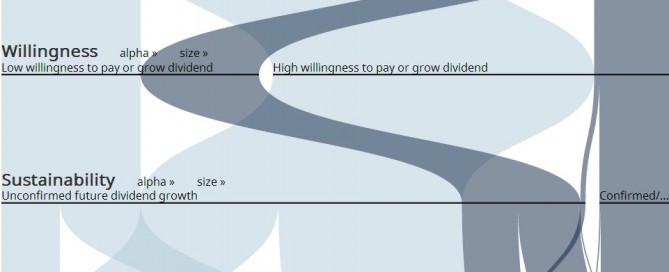 Willingness alpha » size »
Low willingness to pay or grow dividend High willingness to pay or grow dividend
Sustainability alpha » size »
Unconfirmed future dividend growth Confirmed/...